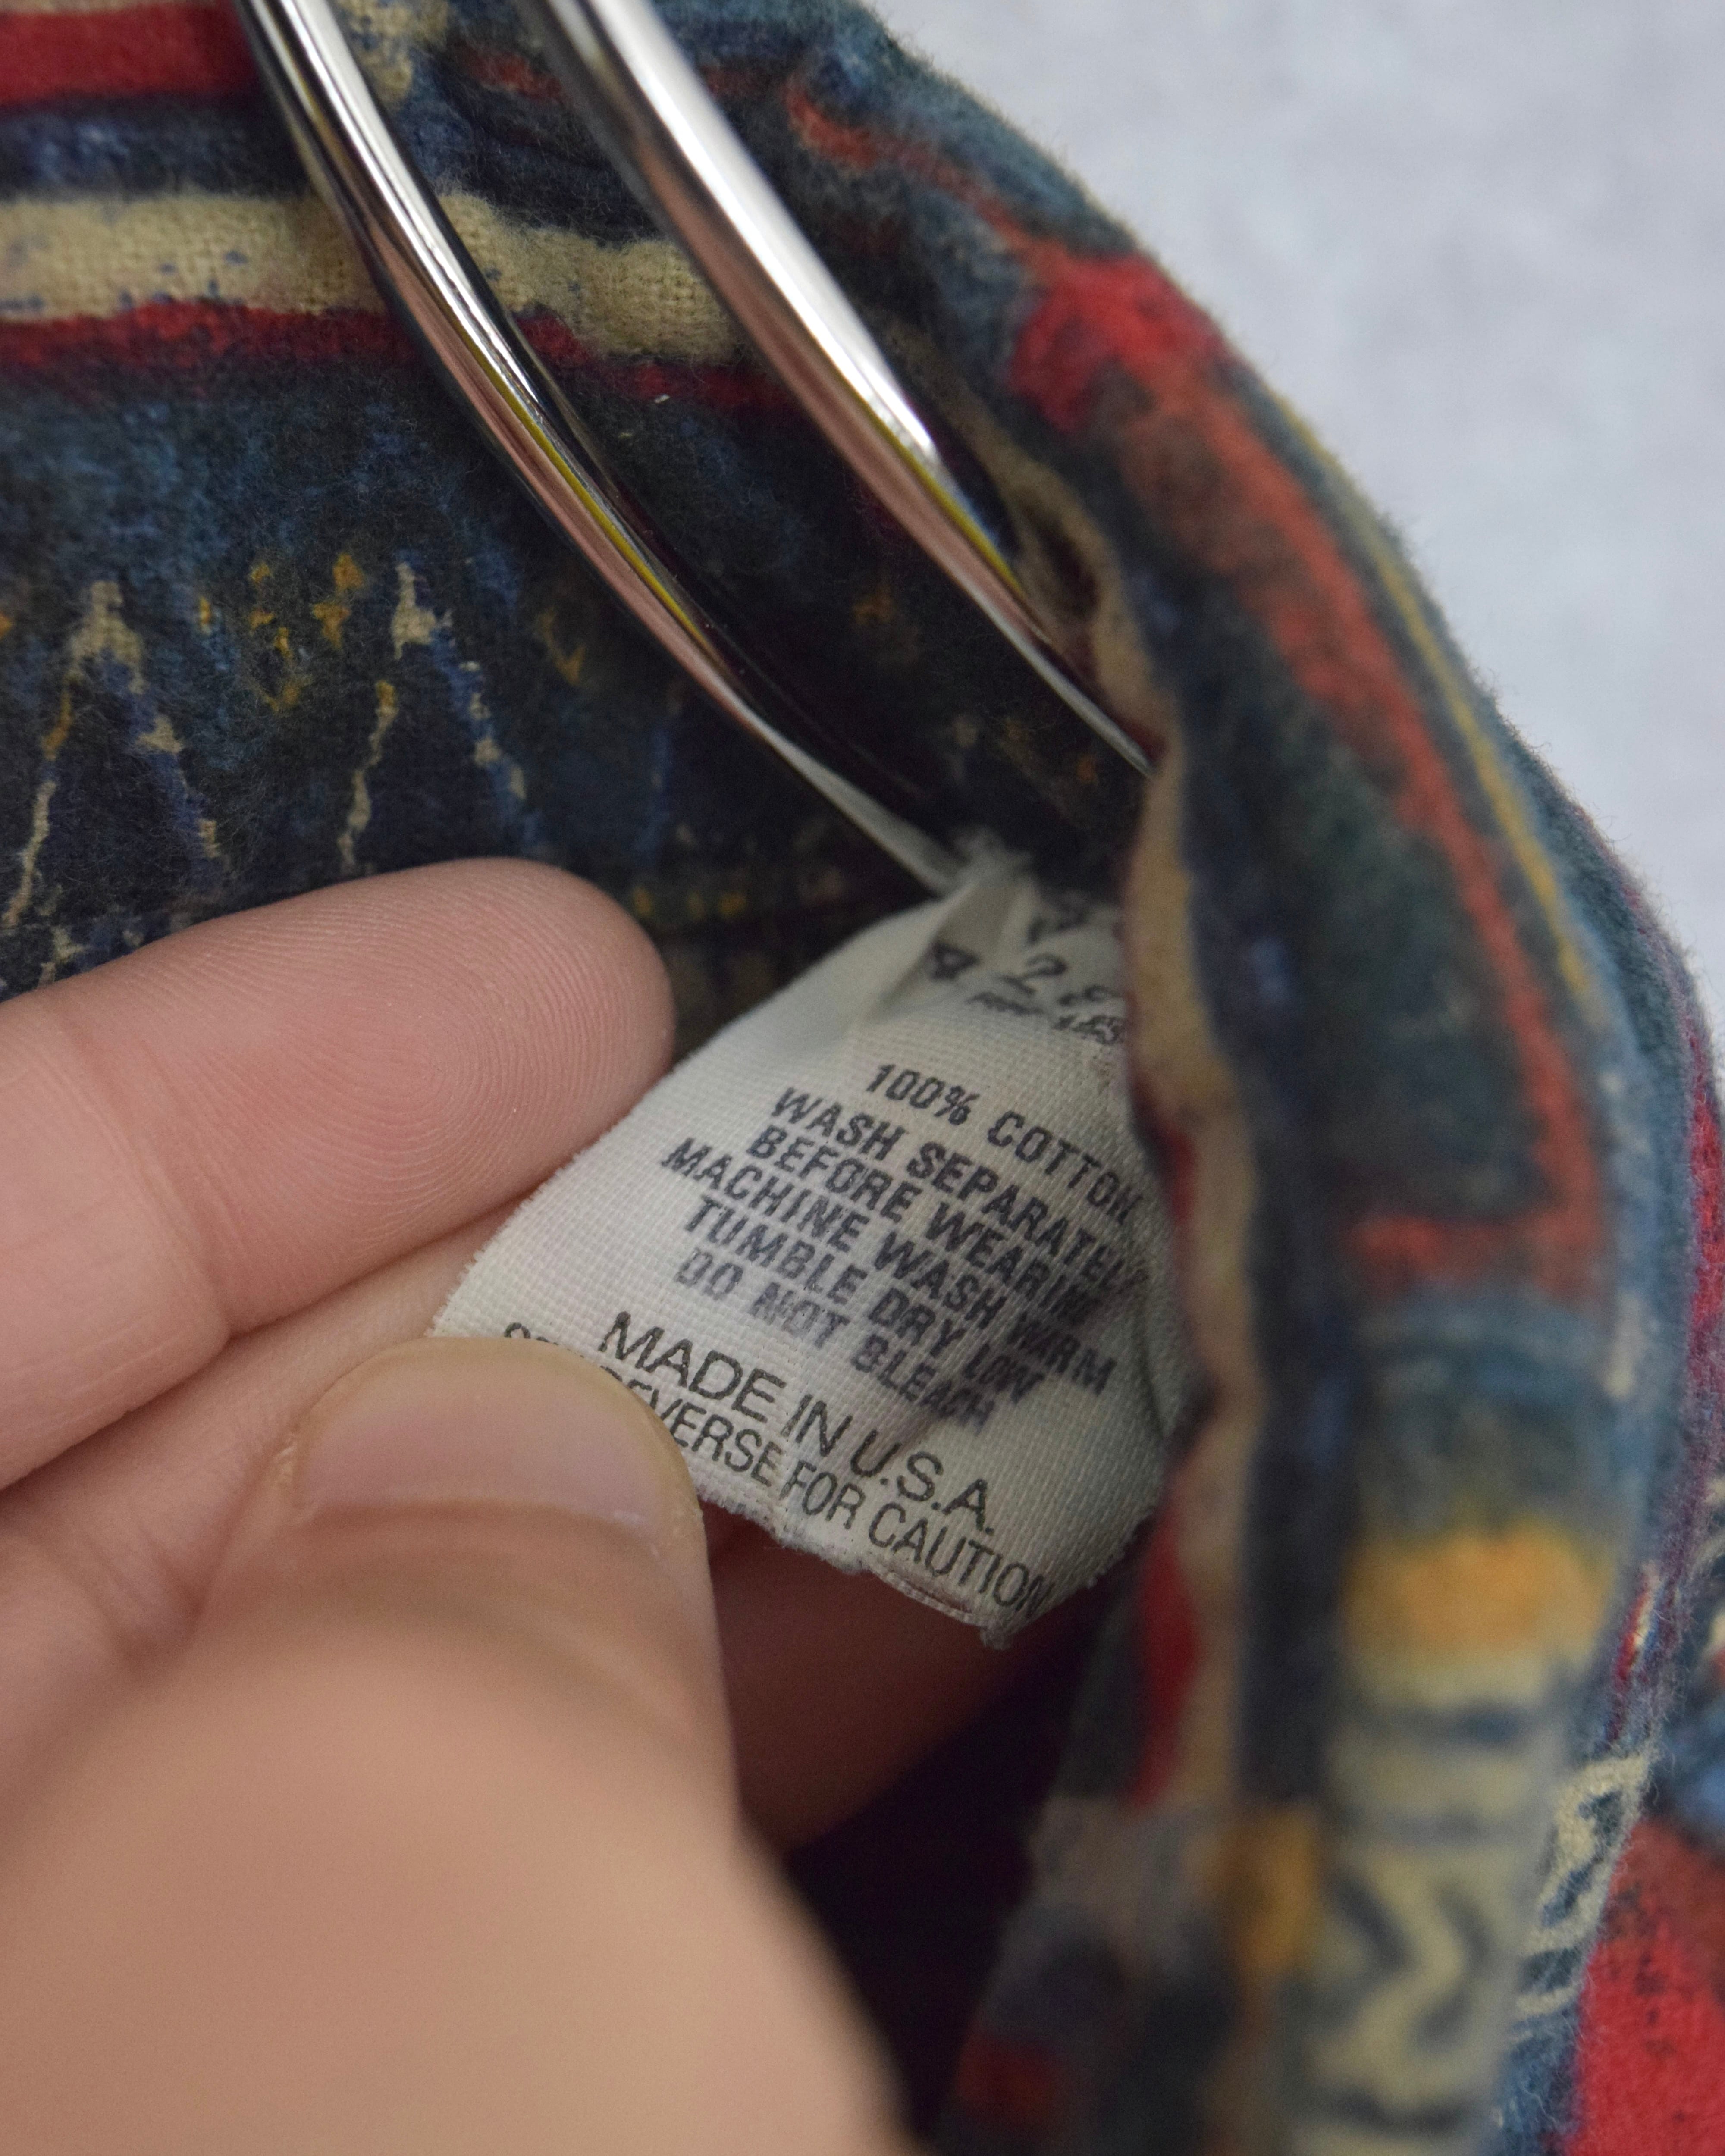 100% COTTON
WASH SEPARATELY
BEFORE WEARING
MACHINE WASH WARM
TUMBLE DRY LOW
DO NOT BLEACH
MADE IN U.S.A.
REVERSE FOR CAUTION